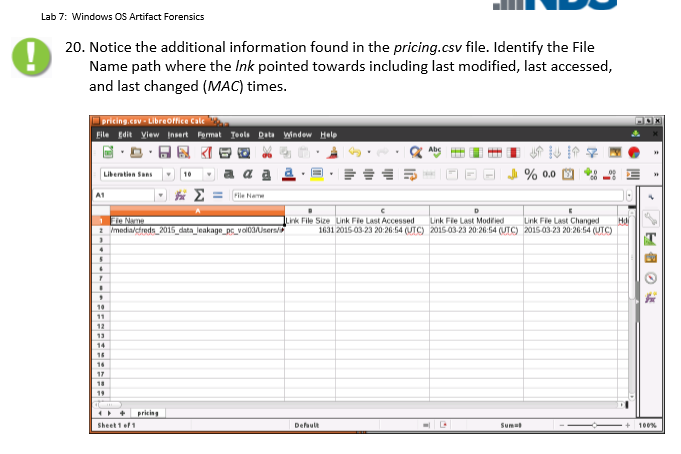 NDG
Lab 7: Windows OS Artifact Forensics
20. Notice the additional information found in the pricing.csv file. Identify the File
Name path where the lnk pointed towards including last modified, last accessed,
and last changed (MAC) times.
pricing.csv - LibreOffice Calc
File Edit View Insert Format Tools Data Window Help
Abc
Liberation Sans 10 a a a a % 0.0
A1 Σ = File Name
A B C D E
1 File Name Link File Size Link File Last Accessed Link File Last Modified Link File Last Changed
2 /media/cfreds_2015_data_leakage_pc_vol03/Users/ 1631 2015-03-23 20:26:54 (UTC) 2015-03-23 20:26:54 (UTC) 2015-03-23 20:26:54 (UTC)
3
4
5
6
7
8
9
10
11
12
13
14
15
16
17
18
19
pricing
Sheet 1 of 1 Default Sum=0 100%